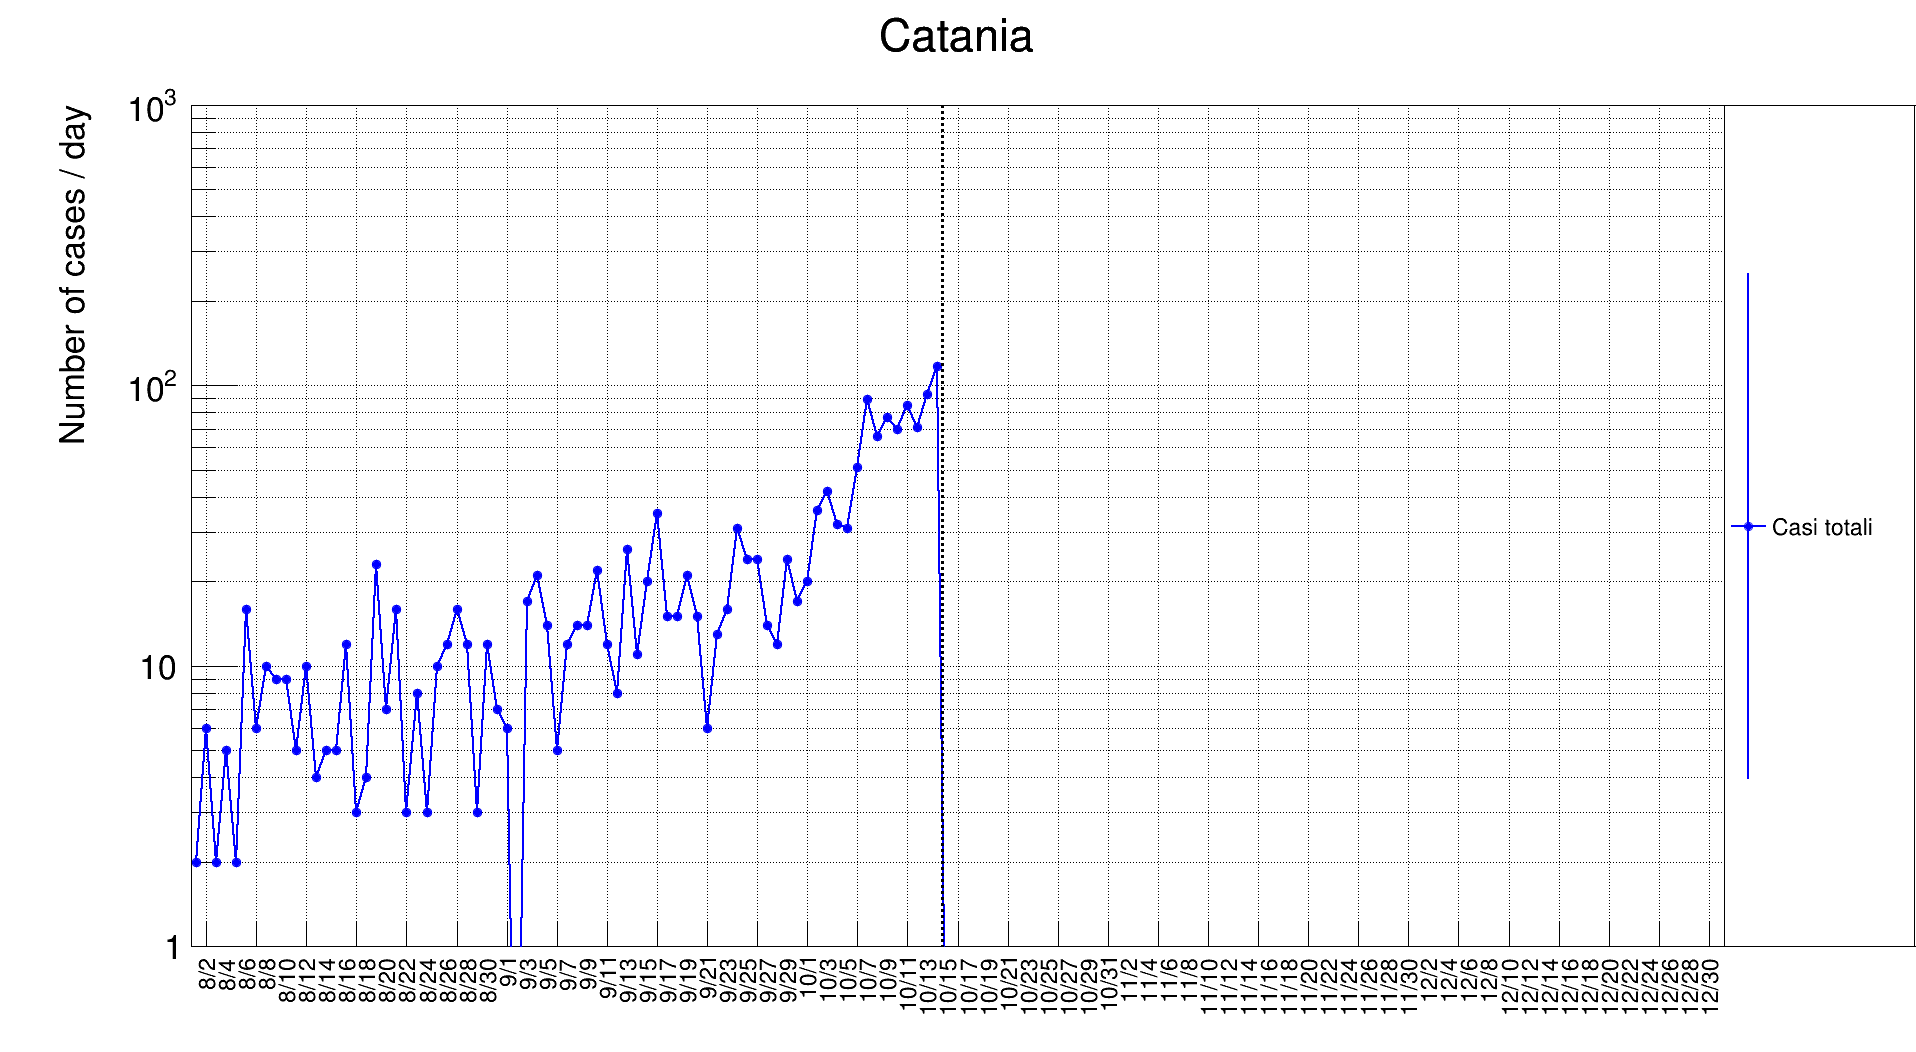 Catania
Number of cases / day
10³
10²
10
1
8/2 8/4 8/6 8/8 8/10 8/12 8/14 8/16 8/18 8/20 8/22 8/24 8/26 8/28 8/30 9/1 9/3 9/5 9/7 9/9 9/11 9/13 9/15 9/17 9/19 9/21 9/23 9/25 9/27 9/29 10/1 10/3 10/5 10/7 10/9 10/11 10/13 10/15 10/17 10/19 10/21 10/23 10/25 10/27 10/29 10/31 11/2 11/4 11/6 11/8 11/10 11/12 11/14 11/16 11/18 11/20 11/22 11/24 11/26 11/28 11/30 12/2 12/4 12/6 12/8 12/10 12/12 12/14 12/16 12/18 12/20 12/22 12/24 12/26 12/28 12/30
Casi totali